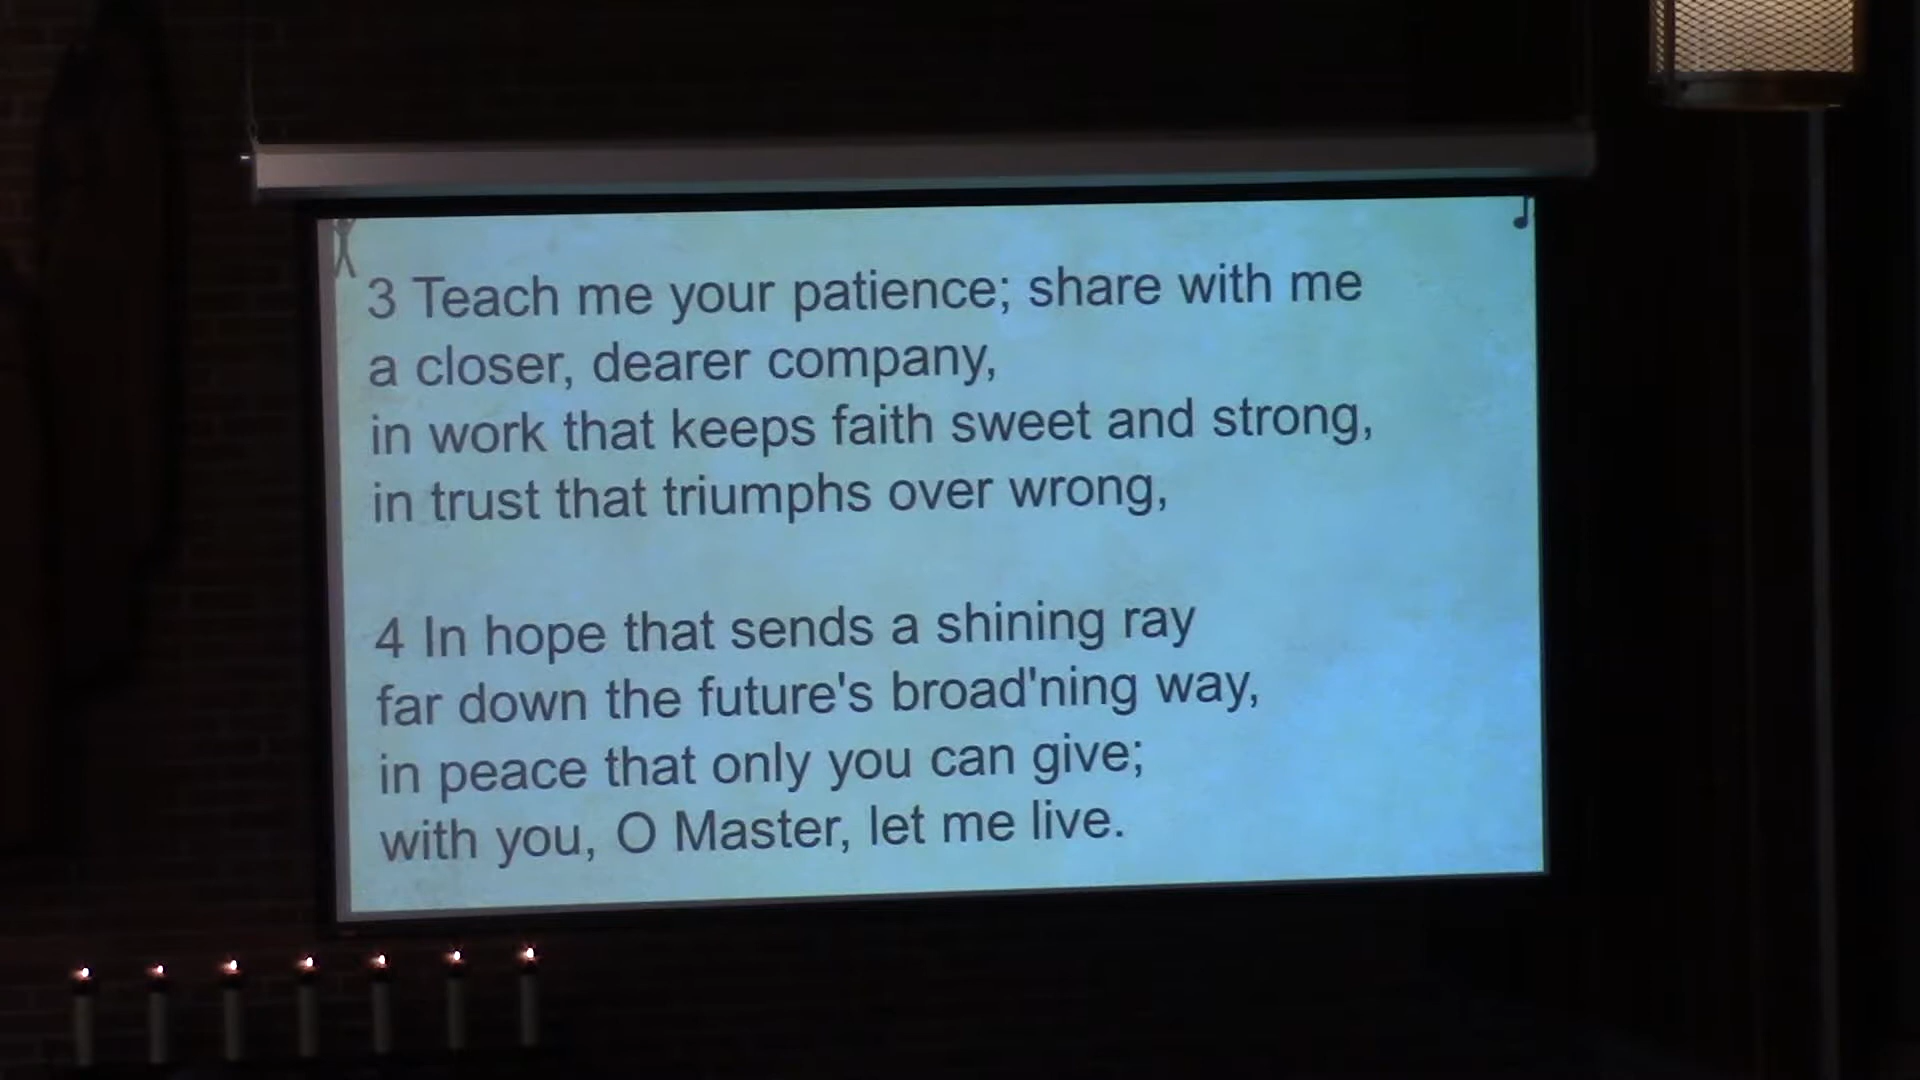 3 Teach me your patience; share with me
a closer, dearer company,
in work that keeps faith sweet and strong,
in trust that triumphs over wrong,
4 In hope that sends a shining ray
far down the future's broad'ning way,
in peace that only you can give;
with you, O Master, let me live.